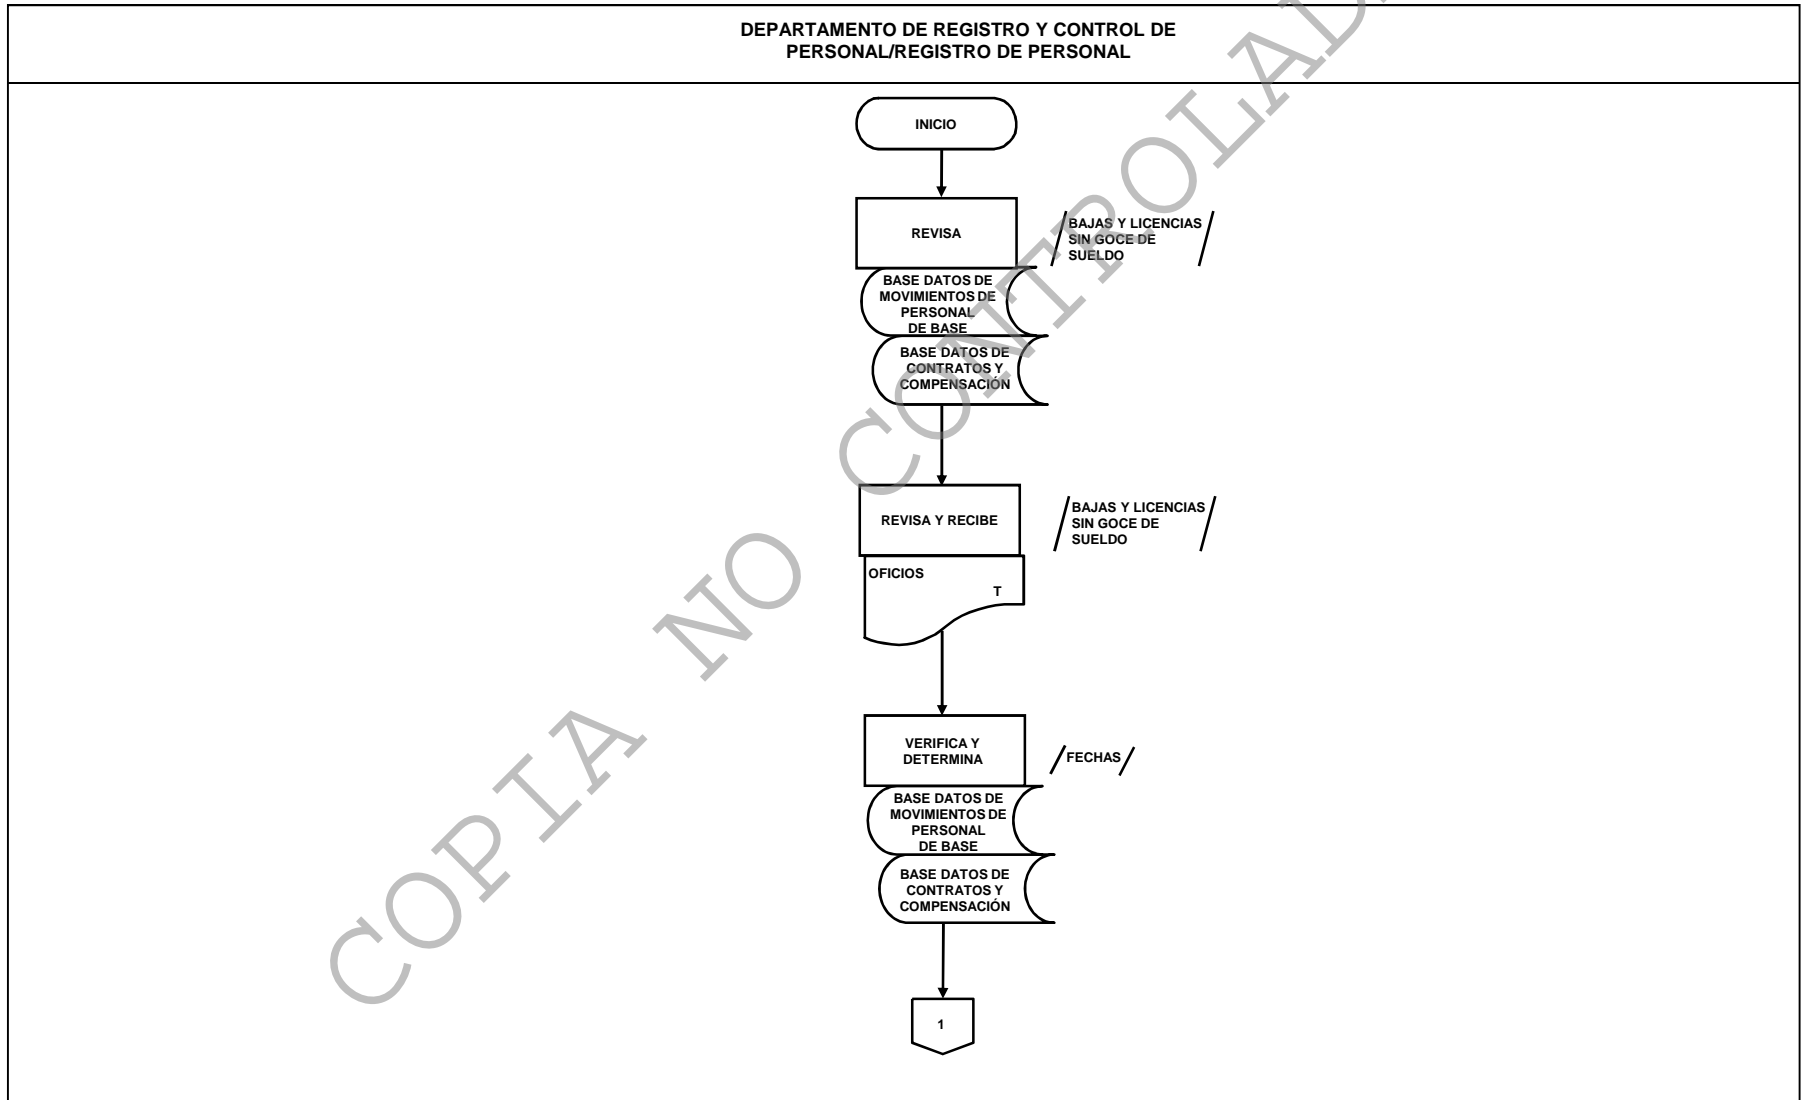 DEPARTAMENTO DE REGISTRO Y CONTROL DE
PERSONAL/REGISTRO DE PERSONAL
INICIO
REVISA
BAJAS Y LICENCIAS
SIN GOCE DE
SUELDO
BASE DATOS DE
MOVIMIENTOS DE
PERSONAL
DE BASE
BASE DATOS DE
CONTRATOS Y
COMPENSACIÓN
REVISA Y RECIBE
BAJAS Y LICENCIAS
SIN GOCE DE
SUELDO
OFICIOS
T
VERIFICA Y
DETERMINA
FECHAS
BASE DATOS DE
MOVIMIENTOS DE
PERSONAL
DE BASE
BASE DATOS DE
CONTRATOS Y
COMPENSACIÓN
1
COPIA NO CONTROLAD